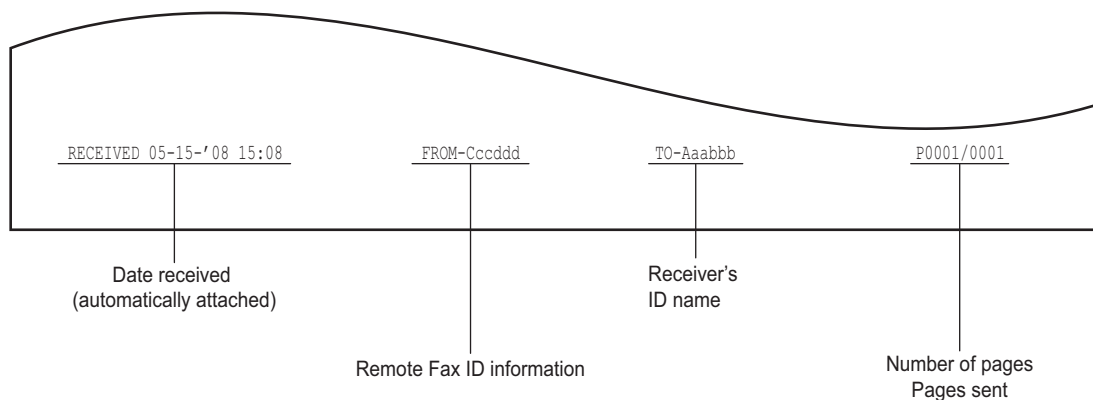 RECEIVED 05-15-’08 15:08 FROM-Cccddd TO-Aaabbb P0001/0001
Date received
(automatically attached)
Receiver’s
ID name
Remote Fax ID information
Number of pages
Pages sent